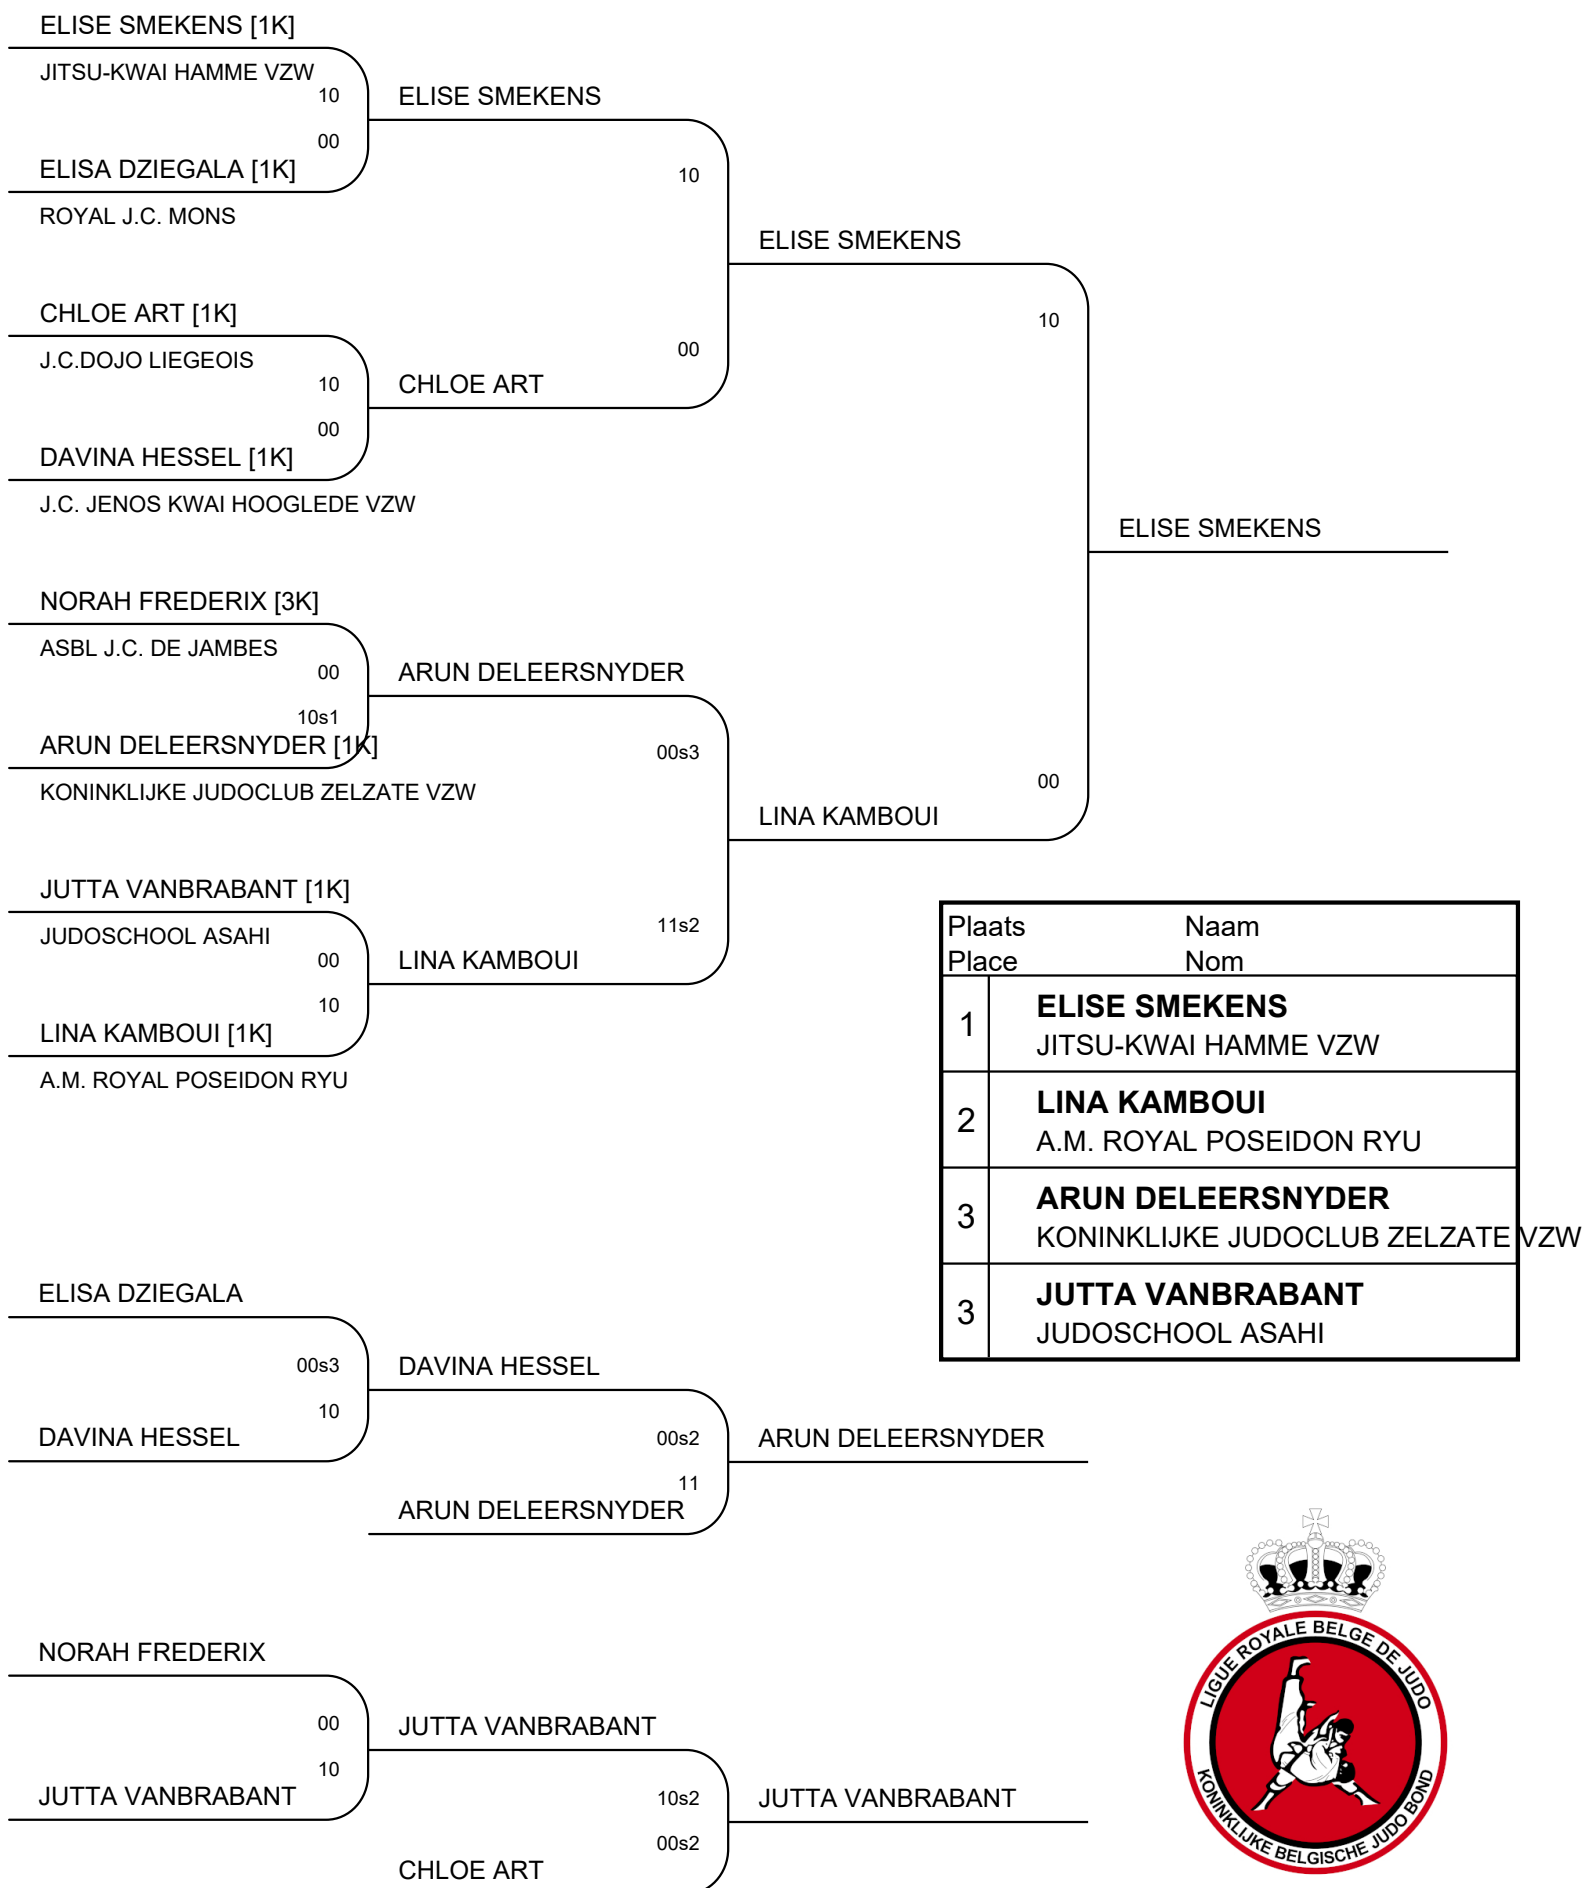 ELISE SMEKENS [1K]
JITSU-KWAI HAMME VZW
10
ELISE SMEKENS
00
ELISA DZIEGALA [1K]
10
ROYAL J.C. MONS
ELISE SMEKENS
CHLOE ART [1K]
10
J.C.DOJO LIEGEOIS
00
10
CHLOE ART
00
DAVINA HESSEL [1K]
J.C. JENOS KWAI HOOGLEDE VZW
ELISE SMEKENS
NORAH FREDERIX [3K]
ASBL J.C. DE JAMBES
00
ARUN DELEERSNYDER
10s1
ARUN DELEERSNYDER [1K]
00s3
KONINKLIJKE JUDOCLUB ZELZATE VZW
00
LINA KAMBOUI
JUTTA VANBRABANT [1K]
11s2
JUDOSCHOOL ASAHI
00
LINA KAMBOUI
10
LINA KAMBOUI [1K]
A.M. ROYAL POSEIDON RYU
Plaats Naam
Place Nom
1 ELISE SMEKENS
JITSU-KWAI HAMME VZW
2 LINA KAMBOUI
A.M. ROYAL POSEIDON RYU
3 ARUN DELEERSNYDER
KONINKLIJKE JUDOCLUB ZELZATE VZW
3 JUTTA VANBRABANT
JUDOSCHOOL ASAHI
ELISA DZIEGALA
00s3
DAVINA HESSEL
10
DAVINA HESSEL
00s2
ARUN DELEERSNYDER
11
ARUN DELEERSNYDER
NORAH FREDERIX
00
JUTTA VANBRABANT
10
JUTTA VANBRABANT
10s2
JUTTA VANBRABANT
00s2
CHLOE ART
LIGUE ROYALE BELGE DE JUDO
KONINKLIJKE BELGISCHE JUDO BOND